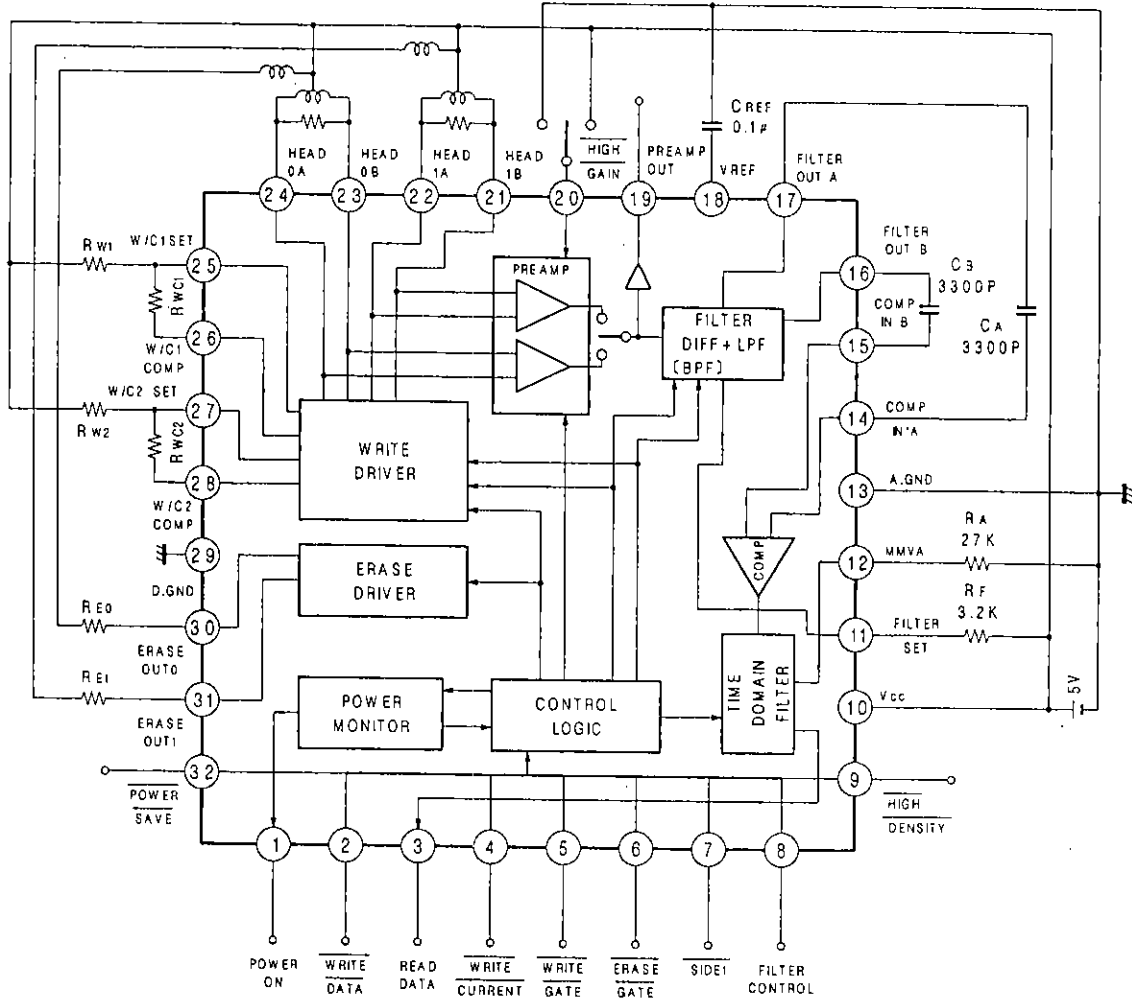 CREF
0.1μ
HEAD
0A
HEAD
0B
HEAD
1A
HEAD
1B
HIGH
GAIN
PREAMP
OUT
VREF
FILTER
OUT A
24
23
22
21
20
19
18
17
RW1
W/C1SET
25
RWC1
26
W/C1
COMP
W/C2 SET
27
RW2
RWC2
28
W/C2
COMP
29
D.GND
RE0
30
ERASE
OUT0
RE1
31
ERASE
OUT1
32
POWER
SAVE
PREAMP
FILTER
DIFF + LPF
[BPF]
WRITE
DRIVER
ERASE
DRIVER
POWER
MONITOR
CONTROL
LOGIC
COMP
TIME
DOMAIN
FILTER
FILTER
OUT B
16
CB
3300P
COMP
IN B
15
CA
3300P
14
COMP
IN'A
13
A.GND
RA
27K
12
MMVA
RF
3.2K
11
FILTER
SET
10
Vcc
5V
9
HIGH
DENSITY
1
2
3
4
5
6
7
8
POWER
ON
WRITE
DATA
READ
DATA
WRITE
CURRENT
WRITE
GATE
ERASE
GATE
SIDE1
FILTER
CONTROL